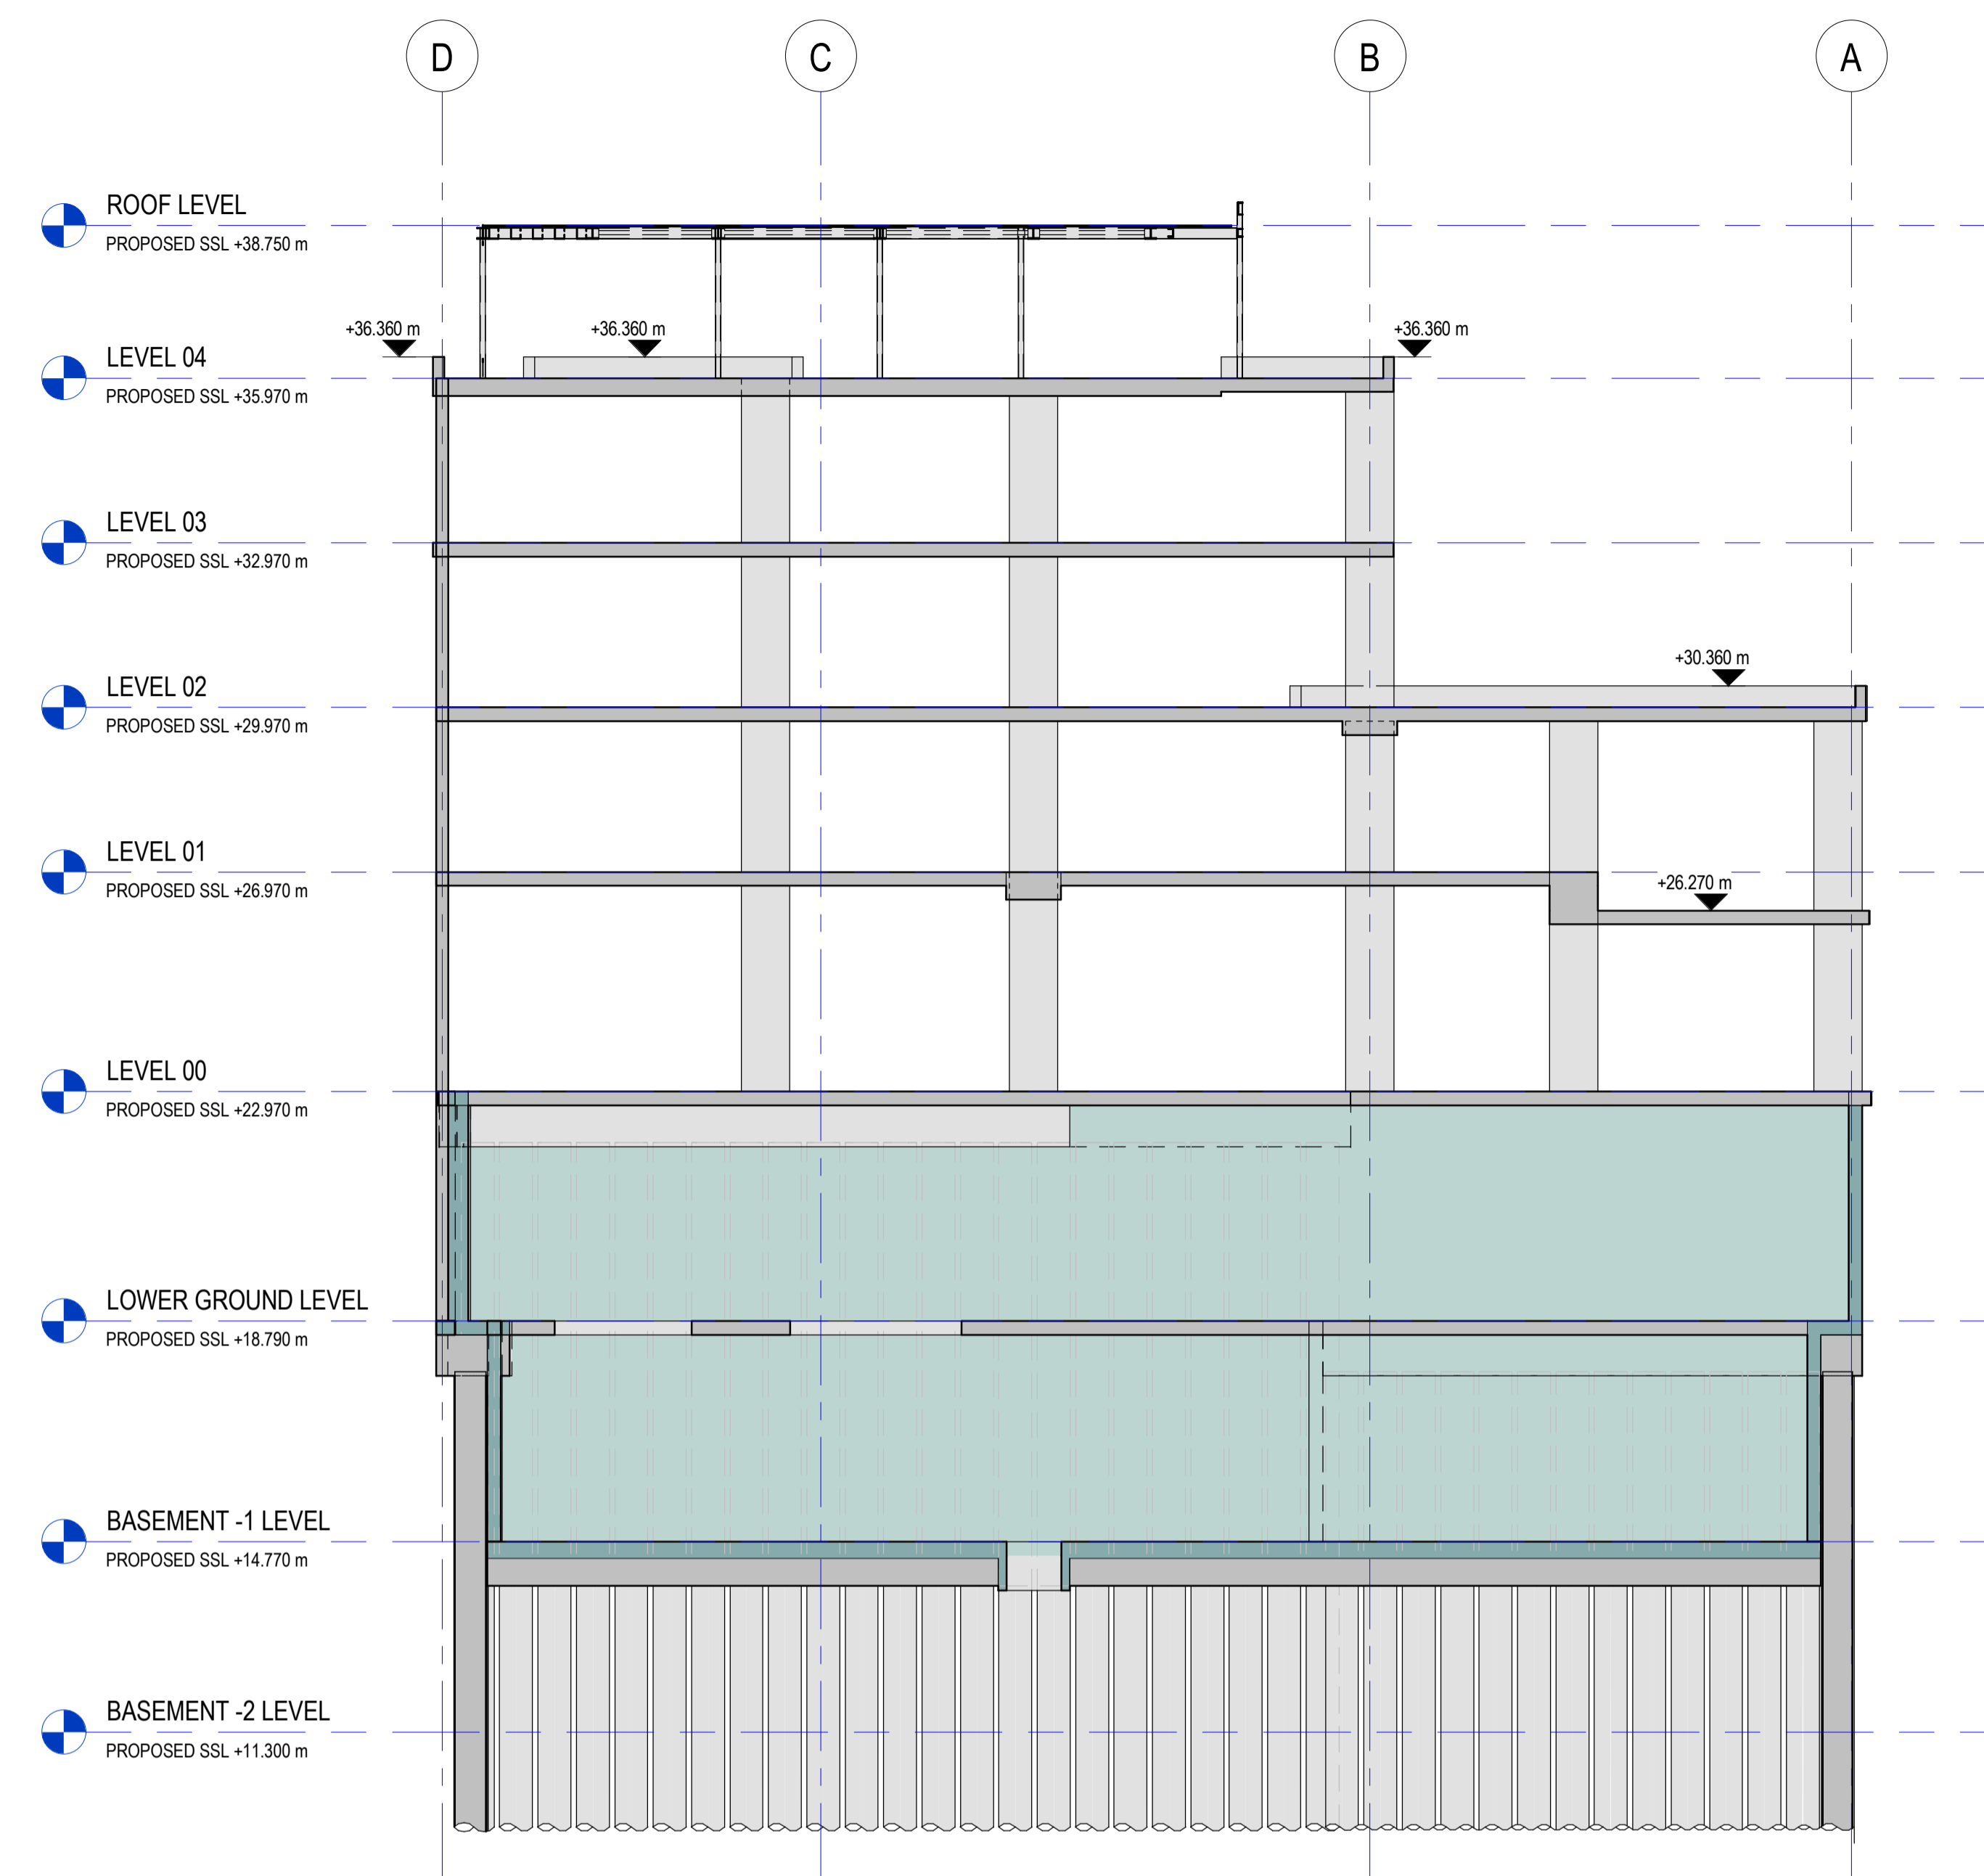 D
C
B
A
ROOF LEVEL
PROPOSED SSL +38.750 m
+36.360 m
+36.360 m
+36.360 m
LEVEL 04
PROPOSED SSL +35.970 m
LEVEL 03
PROPOSED SSL +32.970 m
+30.360 m
LEVEL 02
PROPOSED SSL +29.970 m
LEVEL 01
PROPOSED SSL +26.970 m
+26.270 m
LEVEL 00
PROPOSED SSL +22.970 m
LOWER GROUND LEVEL
PROPOSED SSL +18.790 m
BASEMENT -1 LEVEL
PROPOSED SSL +14.770 m
BASEMENT -2 LEVEL
PROPOSED SSL +11.300 m